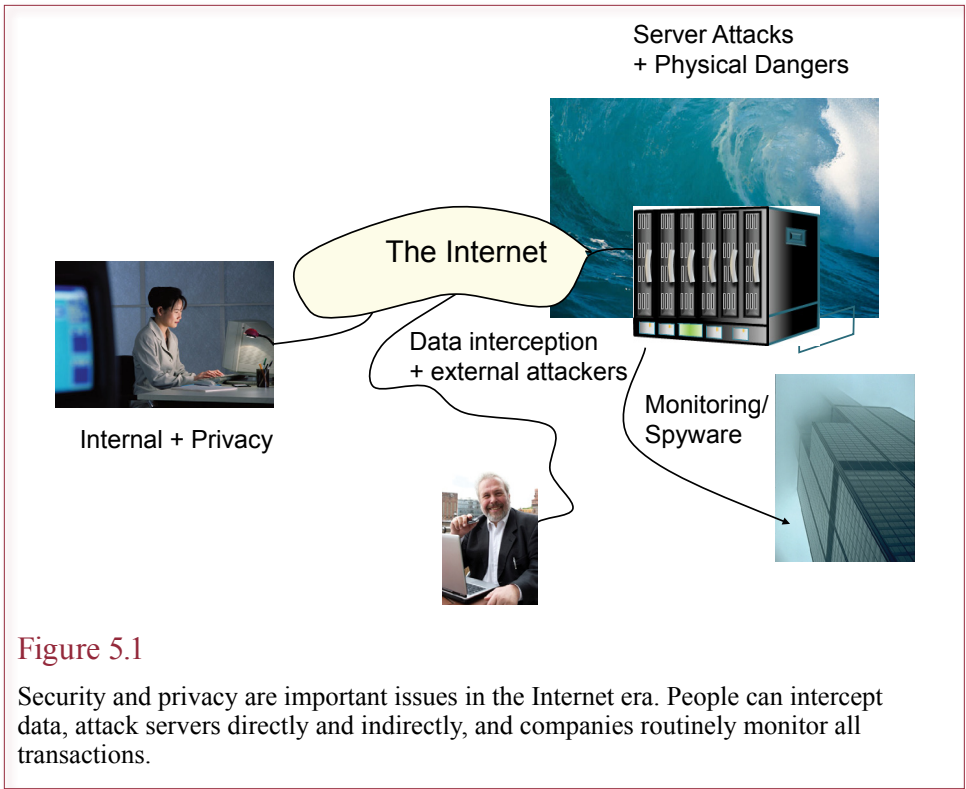 Server Attacks
+ Physical Dangers
The Internet
Data interception
+ external attackers
Monitoring/
Spyware
Internal + Privacy
Figure 5.1
Security and privacy are important issues in the Internet era. People can intercept
data, attack servers directly and indirectly, and companies routinely monitor all
transactions.